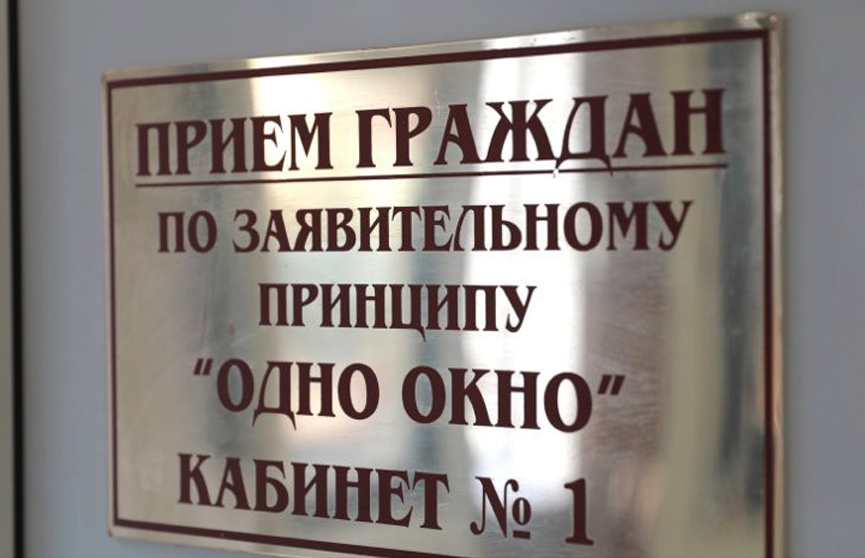 ПРИЕМ ГРАЖДАН
ПО ЗАЯВИТЕЛЬНОМУ
ПРИНЦИПУ
"ОДНО ОКНО"
КАБИНЕТ № 1